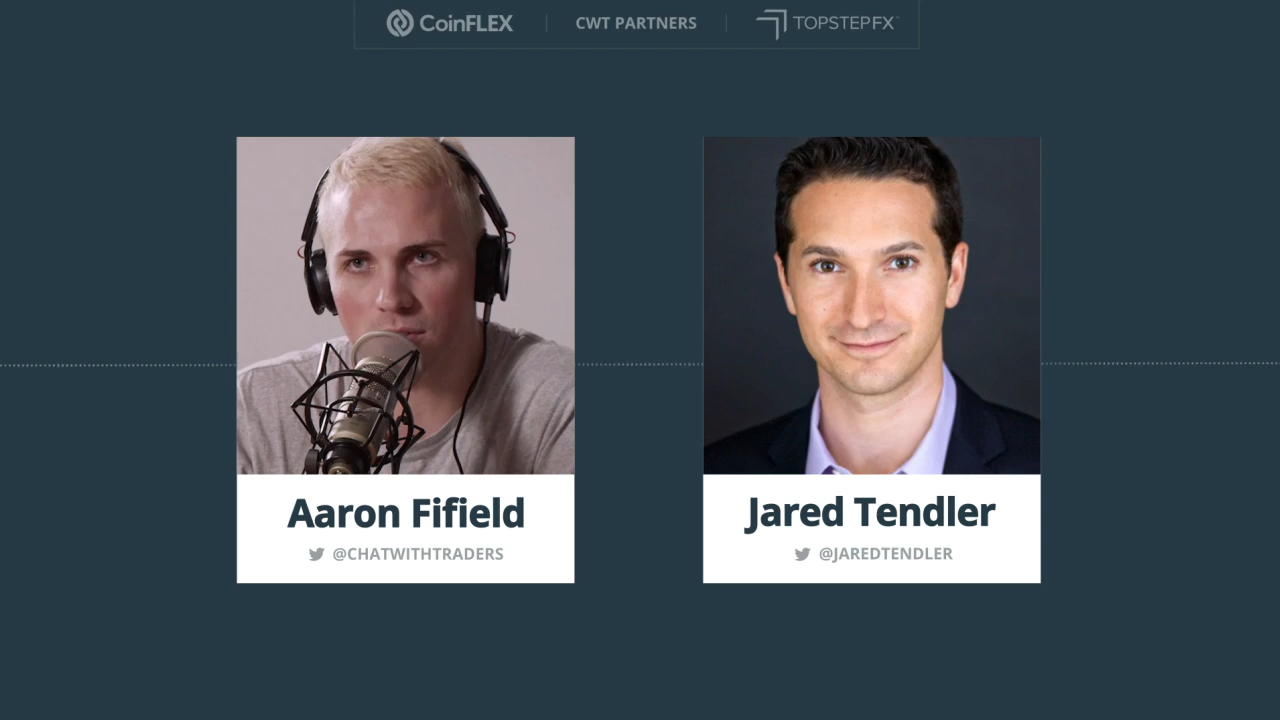 CoinFLEX
CWT PARTNERS
TOPSTEPFX
Aaron Fifield
@CHATWITHTRADERS
Jared Tendler
@JAREDTENDLER